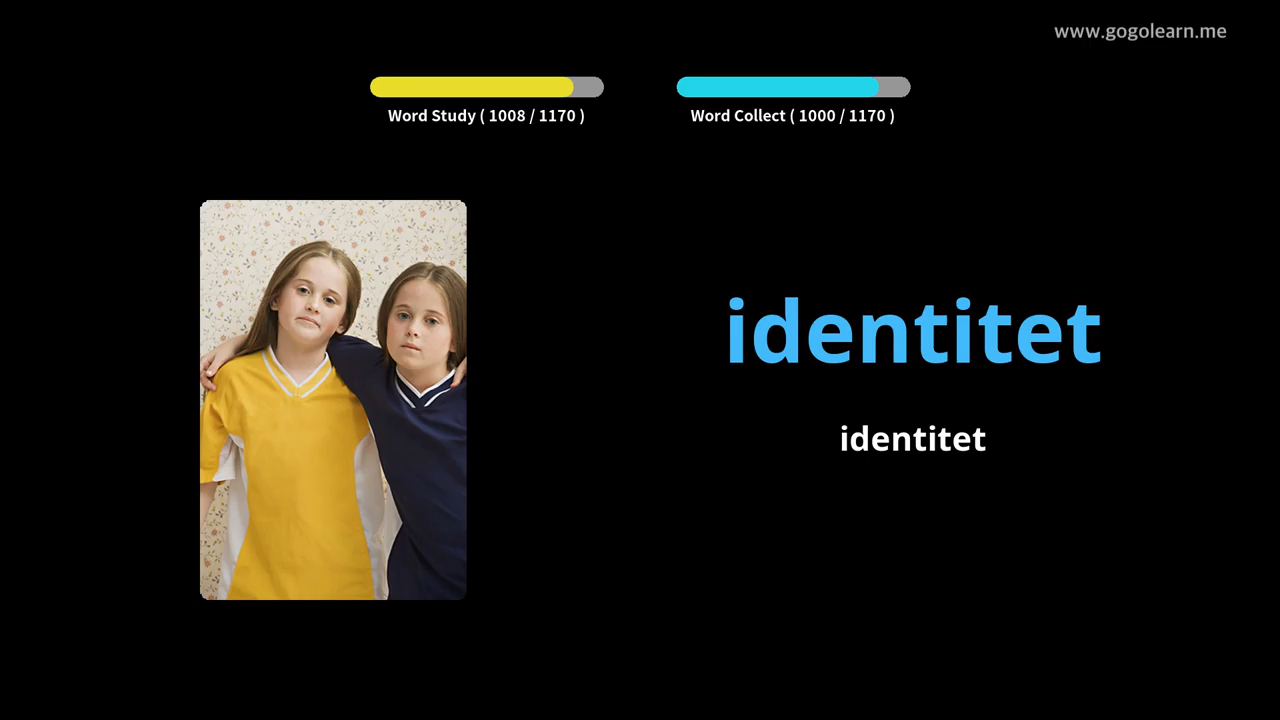 www.gogolearn.me
Word Study ( 1008 / 1170 )
Word Collect ( 1000 / 1170 )
identitet
identitet